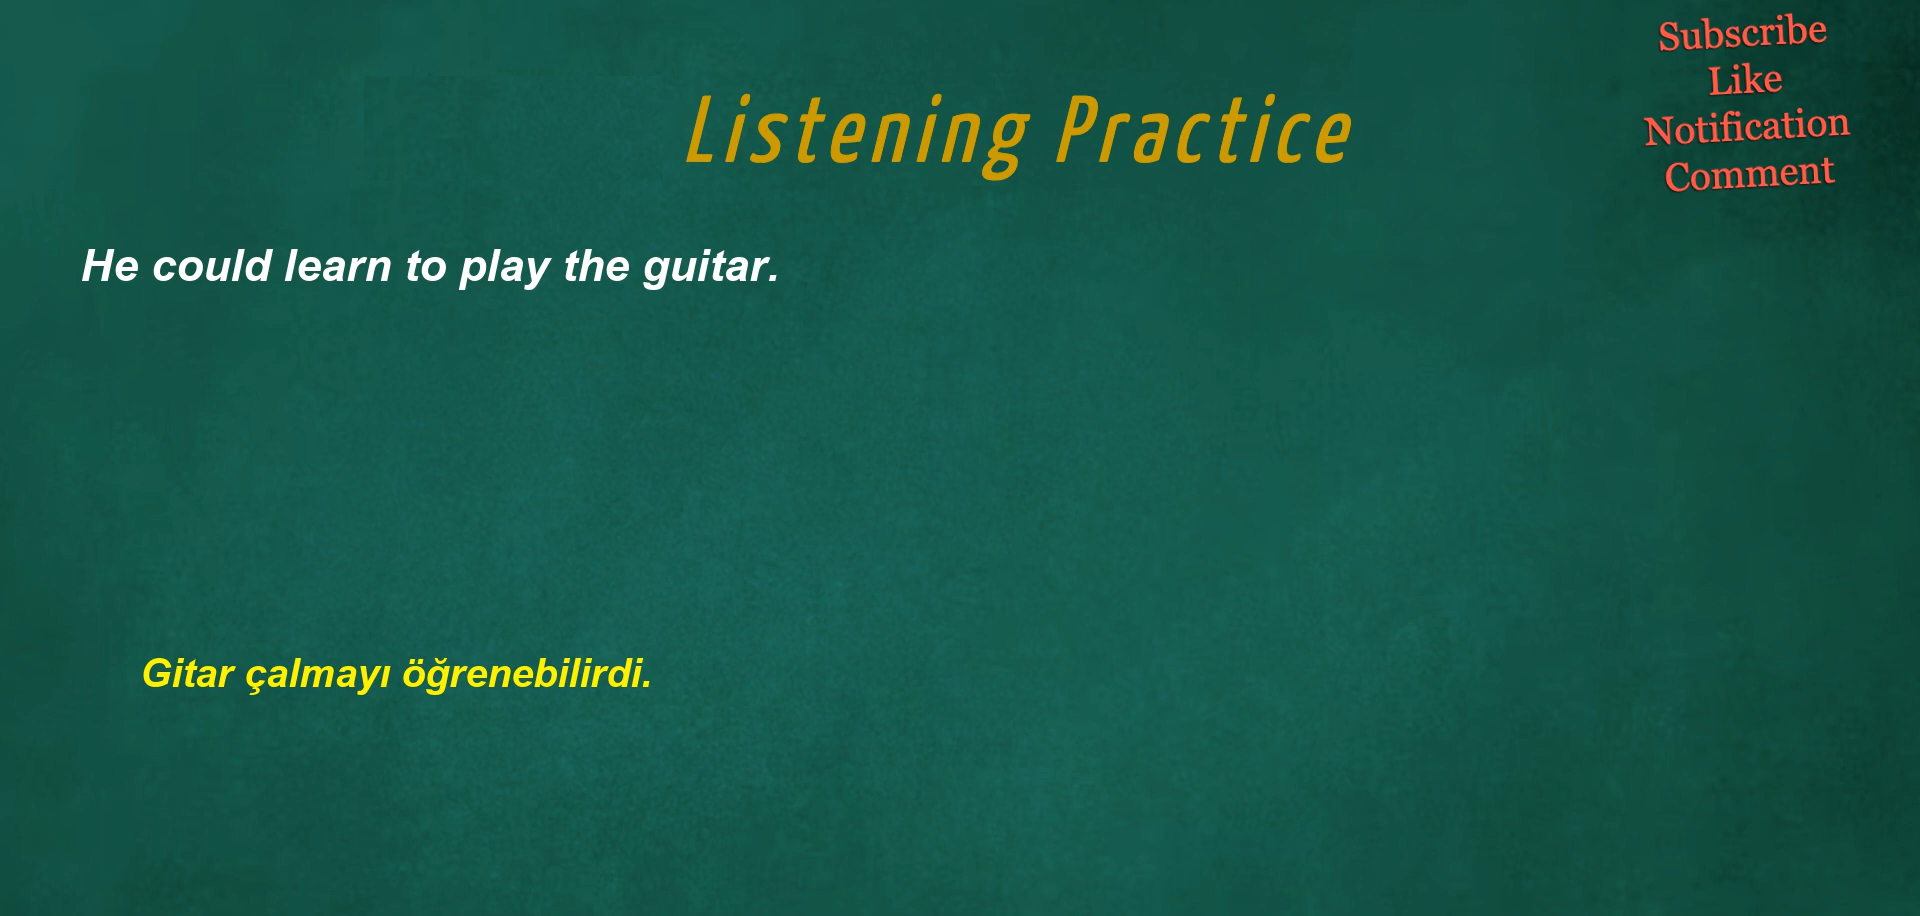 Subscribe
Like
Notification
Comment
Listening Practice
He could learn to play the guitar.
Gitar çalmayı öğrenebilirdi.